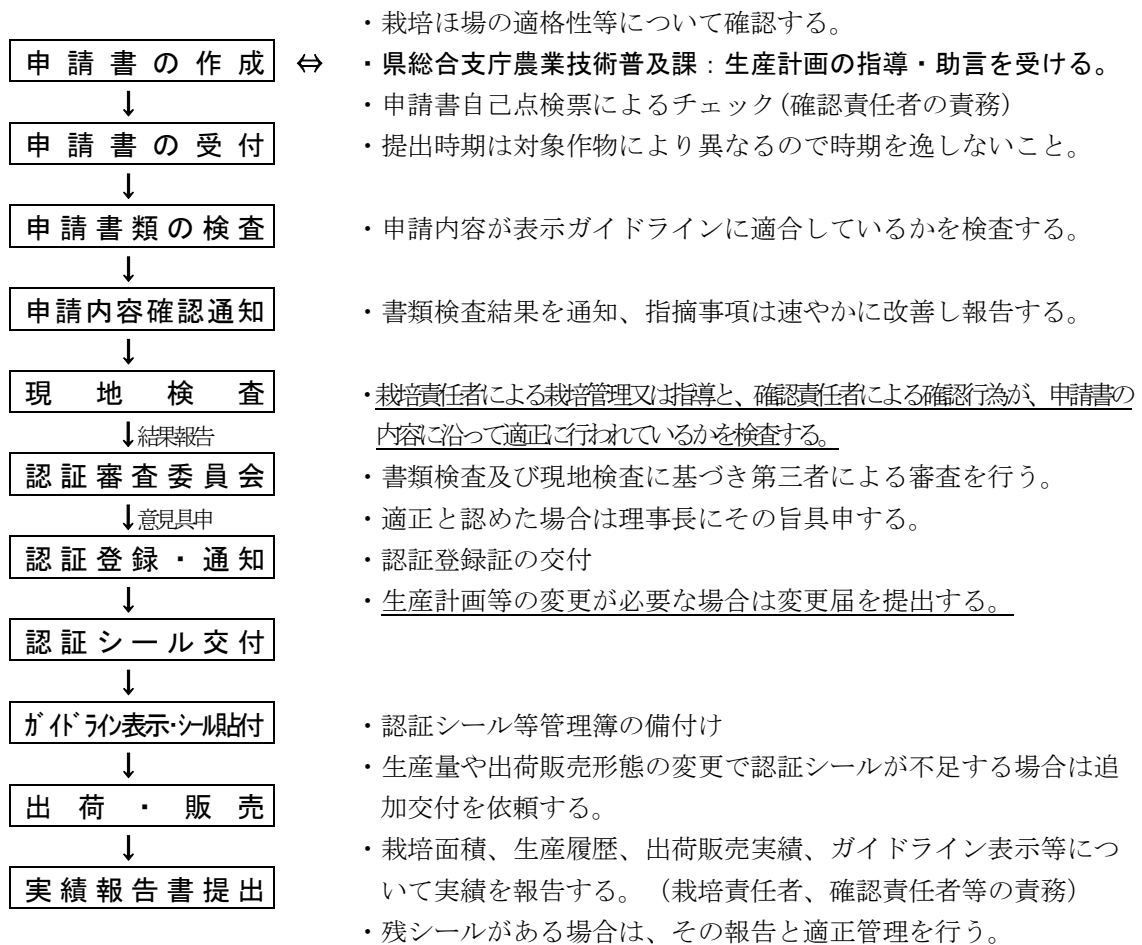 ・栽培ほ場の適格性等について確認する。
申請書の作成 ⇔ ・県総合支庁農業技術普及課：生産計画の指導・助言を受ける。
↓ ・申請書自己点検票によるチェック(確認責任者の責務)
申請書の受付 ・提出時期は対象作物により異なるので時期を逸しないこと。
↓
申請書類の検査 ・申請内容が表示ガイドラインに適合しているかを検査する。
↓
申請内容確認通知 ・書類検査結果を通知、指摘事項は速やかに改善し報告する。
↓
現地検査 ・栽培責任者による栽培管理又は指導と、確認責任者による確認行為が、申請書の
↓結果報告 内容に沿って適正に行われているかを検査する。
認証審査委員会 ・書類検査及び現地検査に基づき第三者による審査を行う。
↓意見具申 ・適正と認めた場合は理事長にその旨具申する。
認証登録・通知 ・認証登録証の交付
↓ ・生産計画等の変更が必要な場合は変更届を提出する。
認証シール交付
↓
ｶﾞｲﾄﾞﾗｲﾝ表示･ｼｰﾙ貼付 ・認証シール等管理簿の備付け
↓ ・生産量や出荷販売形態の変更で認証シールが不足する場合は追
出荷・販売 加交付を依頼する。
↓ ・栽培面積、生産履歴、出荷販売実績、ガイドライン表示等につ
実績報告書提出 いて実績を報告する。（栽培責任者、確認責任者等の責務）
・残シールがある場合は、その報告と適正管理を行う。